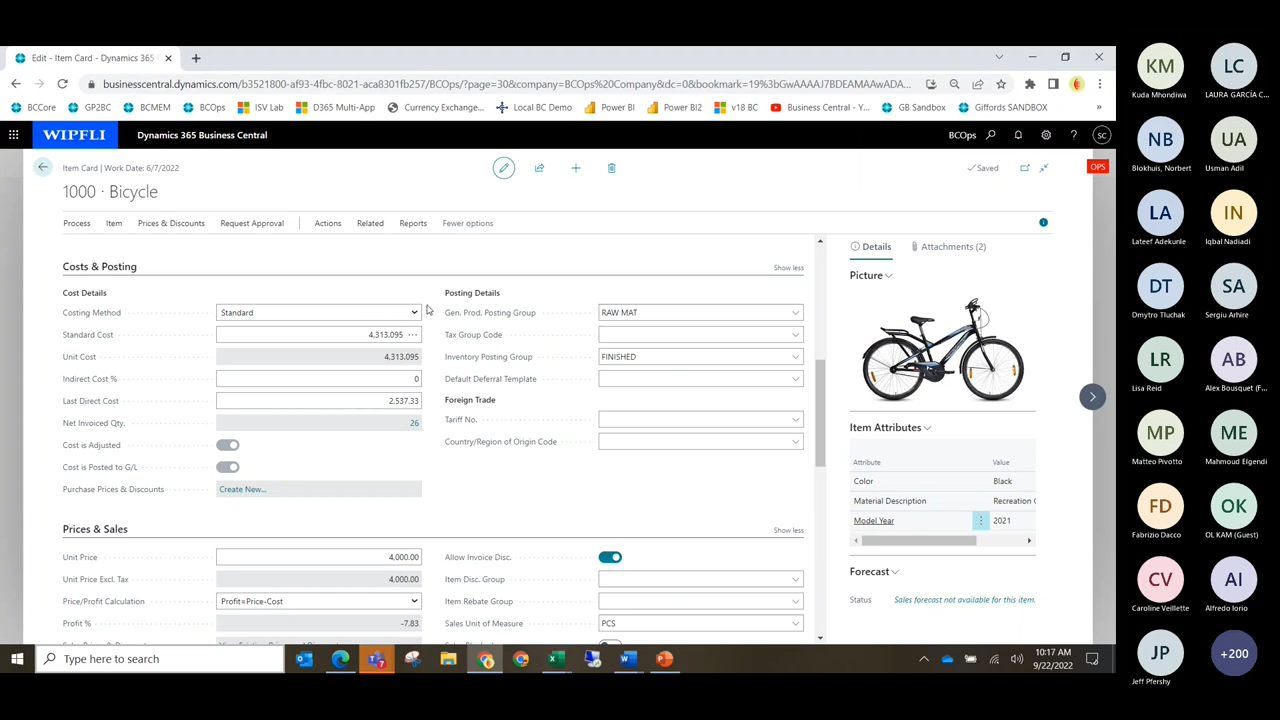 Edit - Item Card - Dynamics 365
businesscentral.dynamics.com/b3521800-af93-4fbc-8021-aca8301fb257/BCOps/?page=30&company=BCOps%20Company&dc=0&bookmark=19%3bGwAAAAJ7BDEAMAAwADA...
BCCore
GP2BC
BCMEM
BCOps
ISV Lab
D365 Multi-App
Currency Exchange...
Local BC Demo
Power BI
Power BI2
v18 BC
Business Central - Y...
GB Sandbox
Giffords SANDBOX
»
WIPFLI
Dynamics 365 Business Central
BCOps
?
SC
Item Card | Work Date: 6/7/2022
Saved
OPS
1000 · Bicycle
Process
Item
Prices & Discounts
Request Approval
Actions
Related
Reports
Fewer options
Costs & Posting
Show less
Cost Details
Costing Method
Standard
Standard Cost
4.313.095
Unit Cost
4.313.095
Indirect Cost %
0
Last Direct Cost
2,537.33
Net Invoiced Qty.
26
Cost is Adjusted
Cost is Posted to G/L
Purchase Prices & Discounts
Create New...
Posting Details
Gen. Prod. Posting Group
RAW MAT
Tax Group Code
Inventory Posting Group
FINISHED
Default Deferral Template
Foreign Trade
Tariff No.
Country/Region of Origin Code
Prices & Sales
Show less
Unit Price
4,000.00
Unit Price Excl. Tax
4,000.00
Price/Profit Calculation
Profit=Price-Cost
Profit %
-7.83
Allow Invoice Disc.
Item Disc. Group
Item Rebate Group
Sales Unit of Measure
PCS
Details
Attachments (2)
Picture
Item Attributes
Attribute
Value
Color
Black
Material Description
Recreation C
Model Year
2021
Forecast
Status
Sales forecast not available for this item.
Type here to search
10:17 AM
9/22/2022
KM
Kuda Mhondiwa
LC
LAURA GARCÍA C...
NB
Blokhuis, Norbert
UA
Usman Adil
LA
Lateef Adekunle
IN
Iqbal Nadiadi
DT
Dmytro Tluchak
SA
Sergiu Arhire
LR
Lisa Reid
AB
Alex Bousquet (F...
MP
Matteo Pivotto
ME
Mahmoud Elgendi
FD
Fabrizio Dacco
OK
OL KAM (Guest)
CV
Caroline Veillette
AI
Alfredo Iorio
JP
Jeff Pfershy
+200